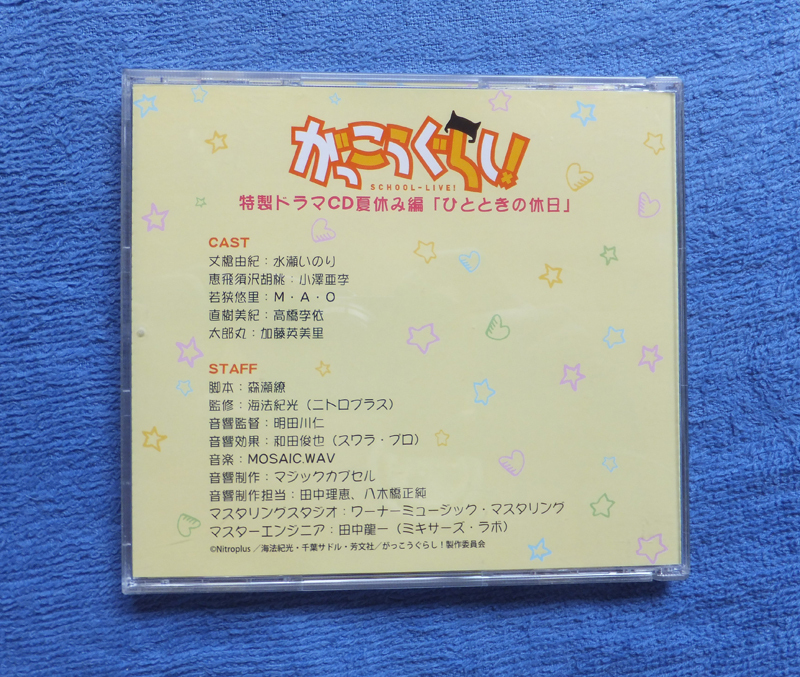 がっこうぐらし!
SCHOOL-LIVE!
特製ドラマCD夏休み編「ひとときの休日」
CAST
丈槍由紀：水瀬いのり
恵飛須沢胡桃：小澤亜李
若狭悠里：M・A・O
直樹美紀：高橋李依
太郎丸：加藤英美里
STAFF
脚本：森瀬繚
監修：海法紀光（ニトロプラス）
音響監督：明田川仁
音響効果：和田俊也（スワラ・プロ）
音楽：MOSAIC.WAV
音響制作：マジックカプセル
音響制作担当：田中理恵、八木橋正純
マスタリングスタジオ：ワーナーミュージック・マスタリング
マスターエンジニア：田中龍一（ミキサーズ・ラボ）
©Nitroplus／海法紀光・千葉サドル・芳文社／がっこうぐらし！製作委員会